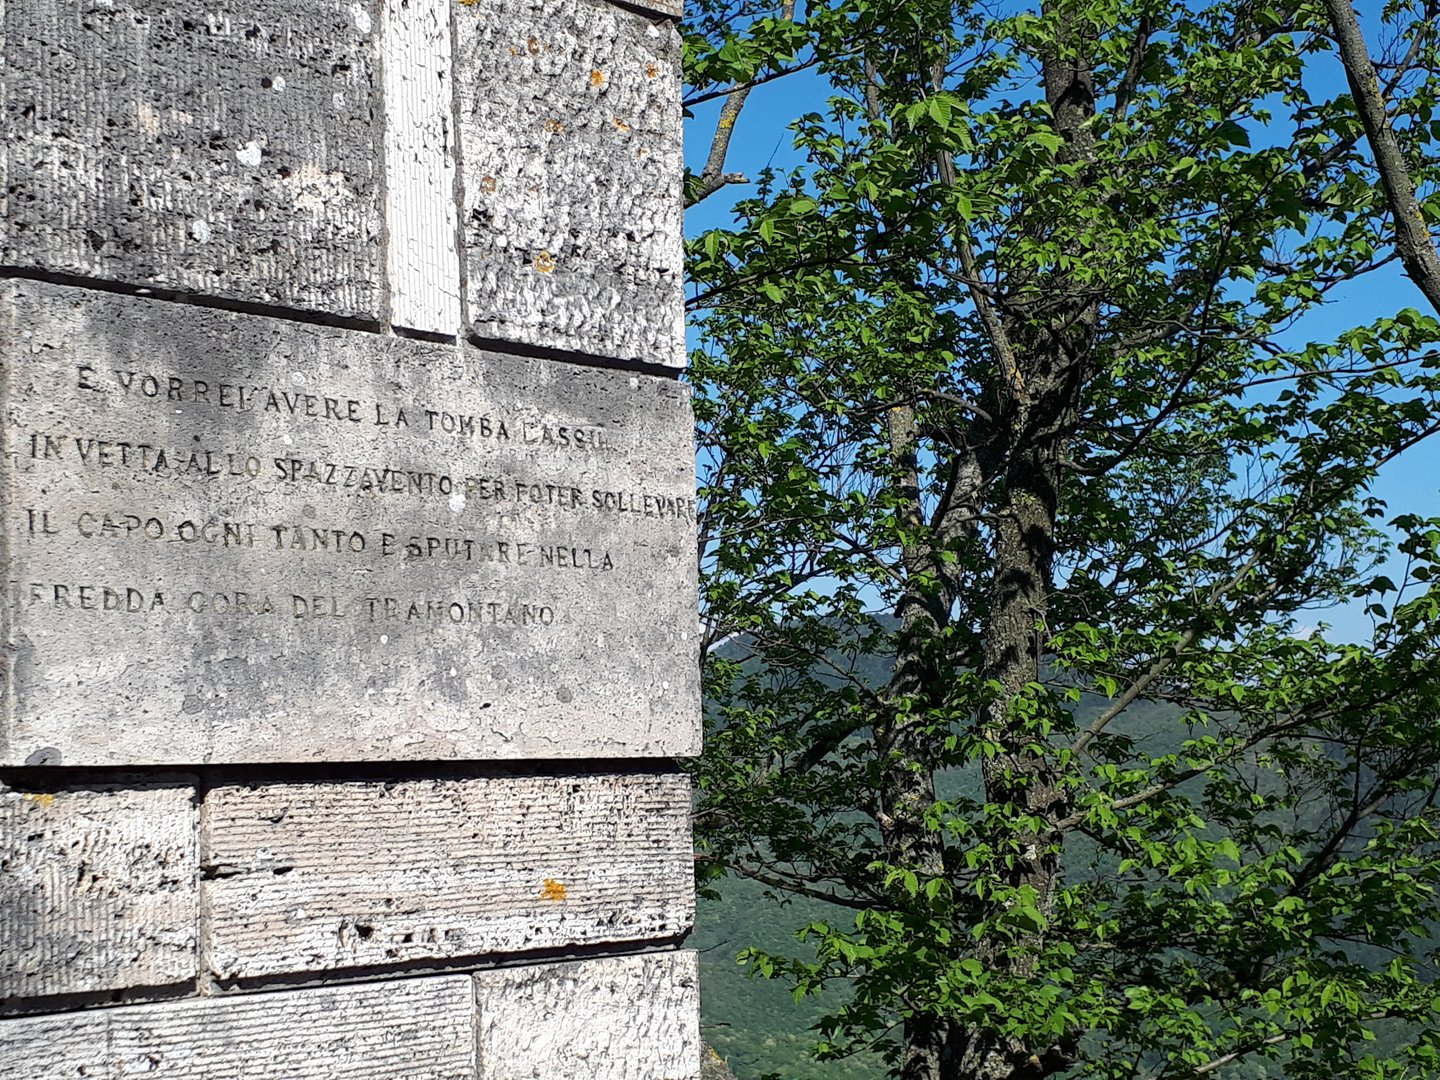 E VORREI AVERE LA TOMBA LASSÙ
IN VETTA ALLO SPAZZAVENTO PER POTER SOLLEVARE
IL CAPO OGNI TANTO E SPUTARE NELLA
FREDDA GORA DEL TRAMONTANO